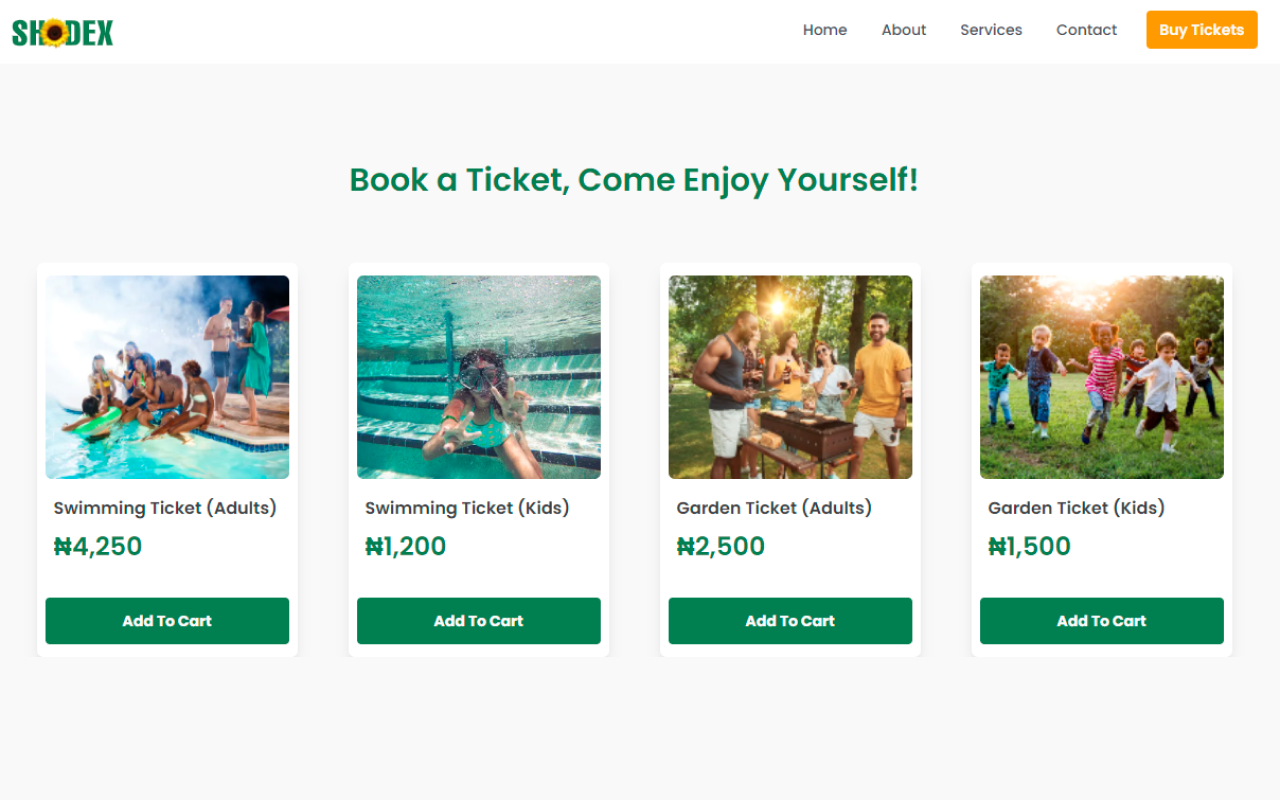 SHODEX
Home About Services Contact Buy Tickets
Book a Ticket, Come Enjoy Yourself!
Swimming Ticket (Adults) Swimming Ticket (Kids) Garden Ticket (Adults) Garden Ticket (Kids)
₦4,250 ₦1,200 ₦2,500 ₦1,500
Add To Cart Add To Cart Add To Cart Add To Cart